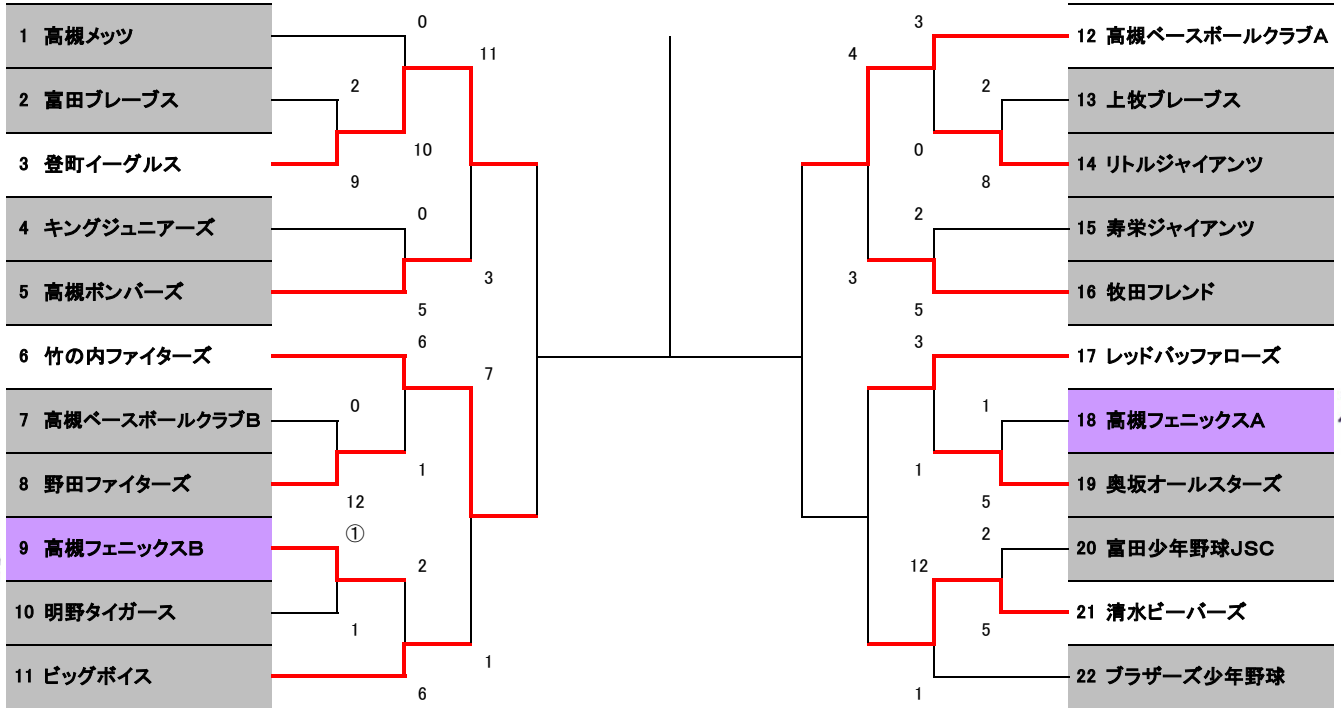 1 高槻メッツ
2 富田ブレーブス
3 登町イーグルス
4 キングジュニアーズ
5 高槻ボンバーズ
6 竹の内ファイターズ
7 高槻ベースボールクラブB
8 野田ファイターズ
9 高槻フェニックスB
10 明野タイガース
11 ビッグボイス
0
11
2
10
9
0
3
5
6
7
0
1
12
①
2
1
1
6
3
4
2
0
8
2
3
5
3
1
1
5
2
12
5
1
12 高槻ベースボールクラブA
13 上牧ブレーブス
14 リトルジャイアンツ
15 寿栄ジャイアンツ
16 牧田フレンド
17 レッドバッファローズ
18 高槻フェニックスA
19 奥坂オールスターズ
20 富田少年野球JSC
21 清水ビーバーズ
22 ブラザーズ少年野球